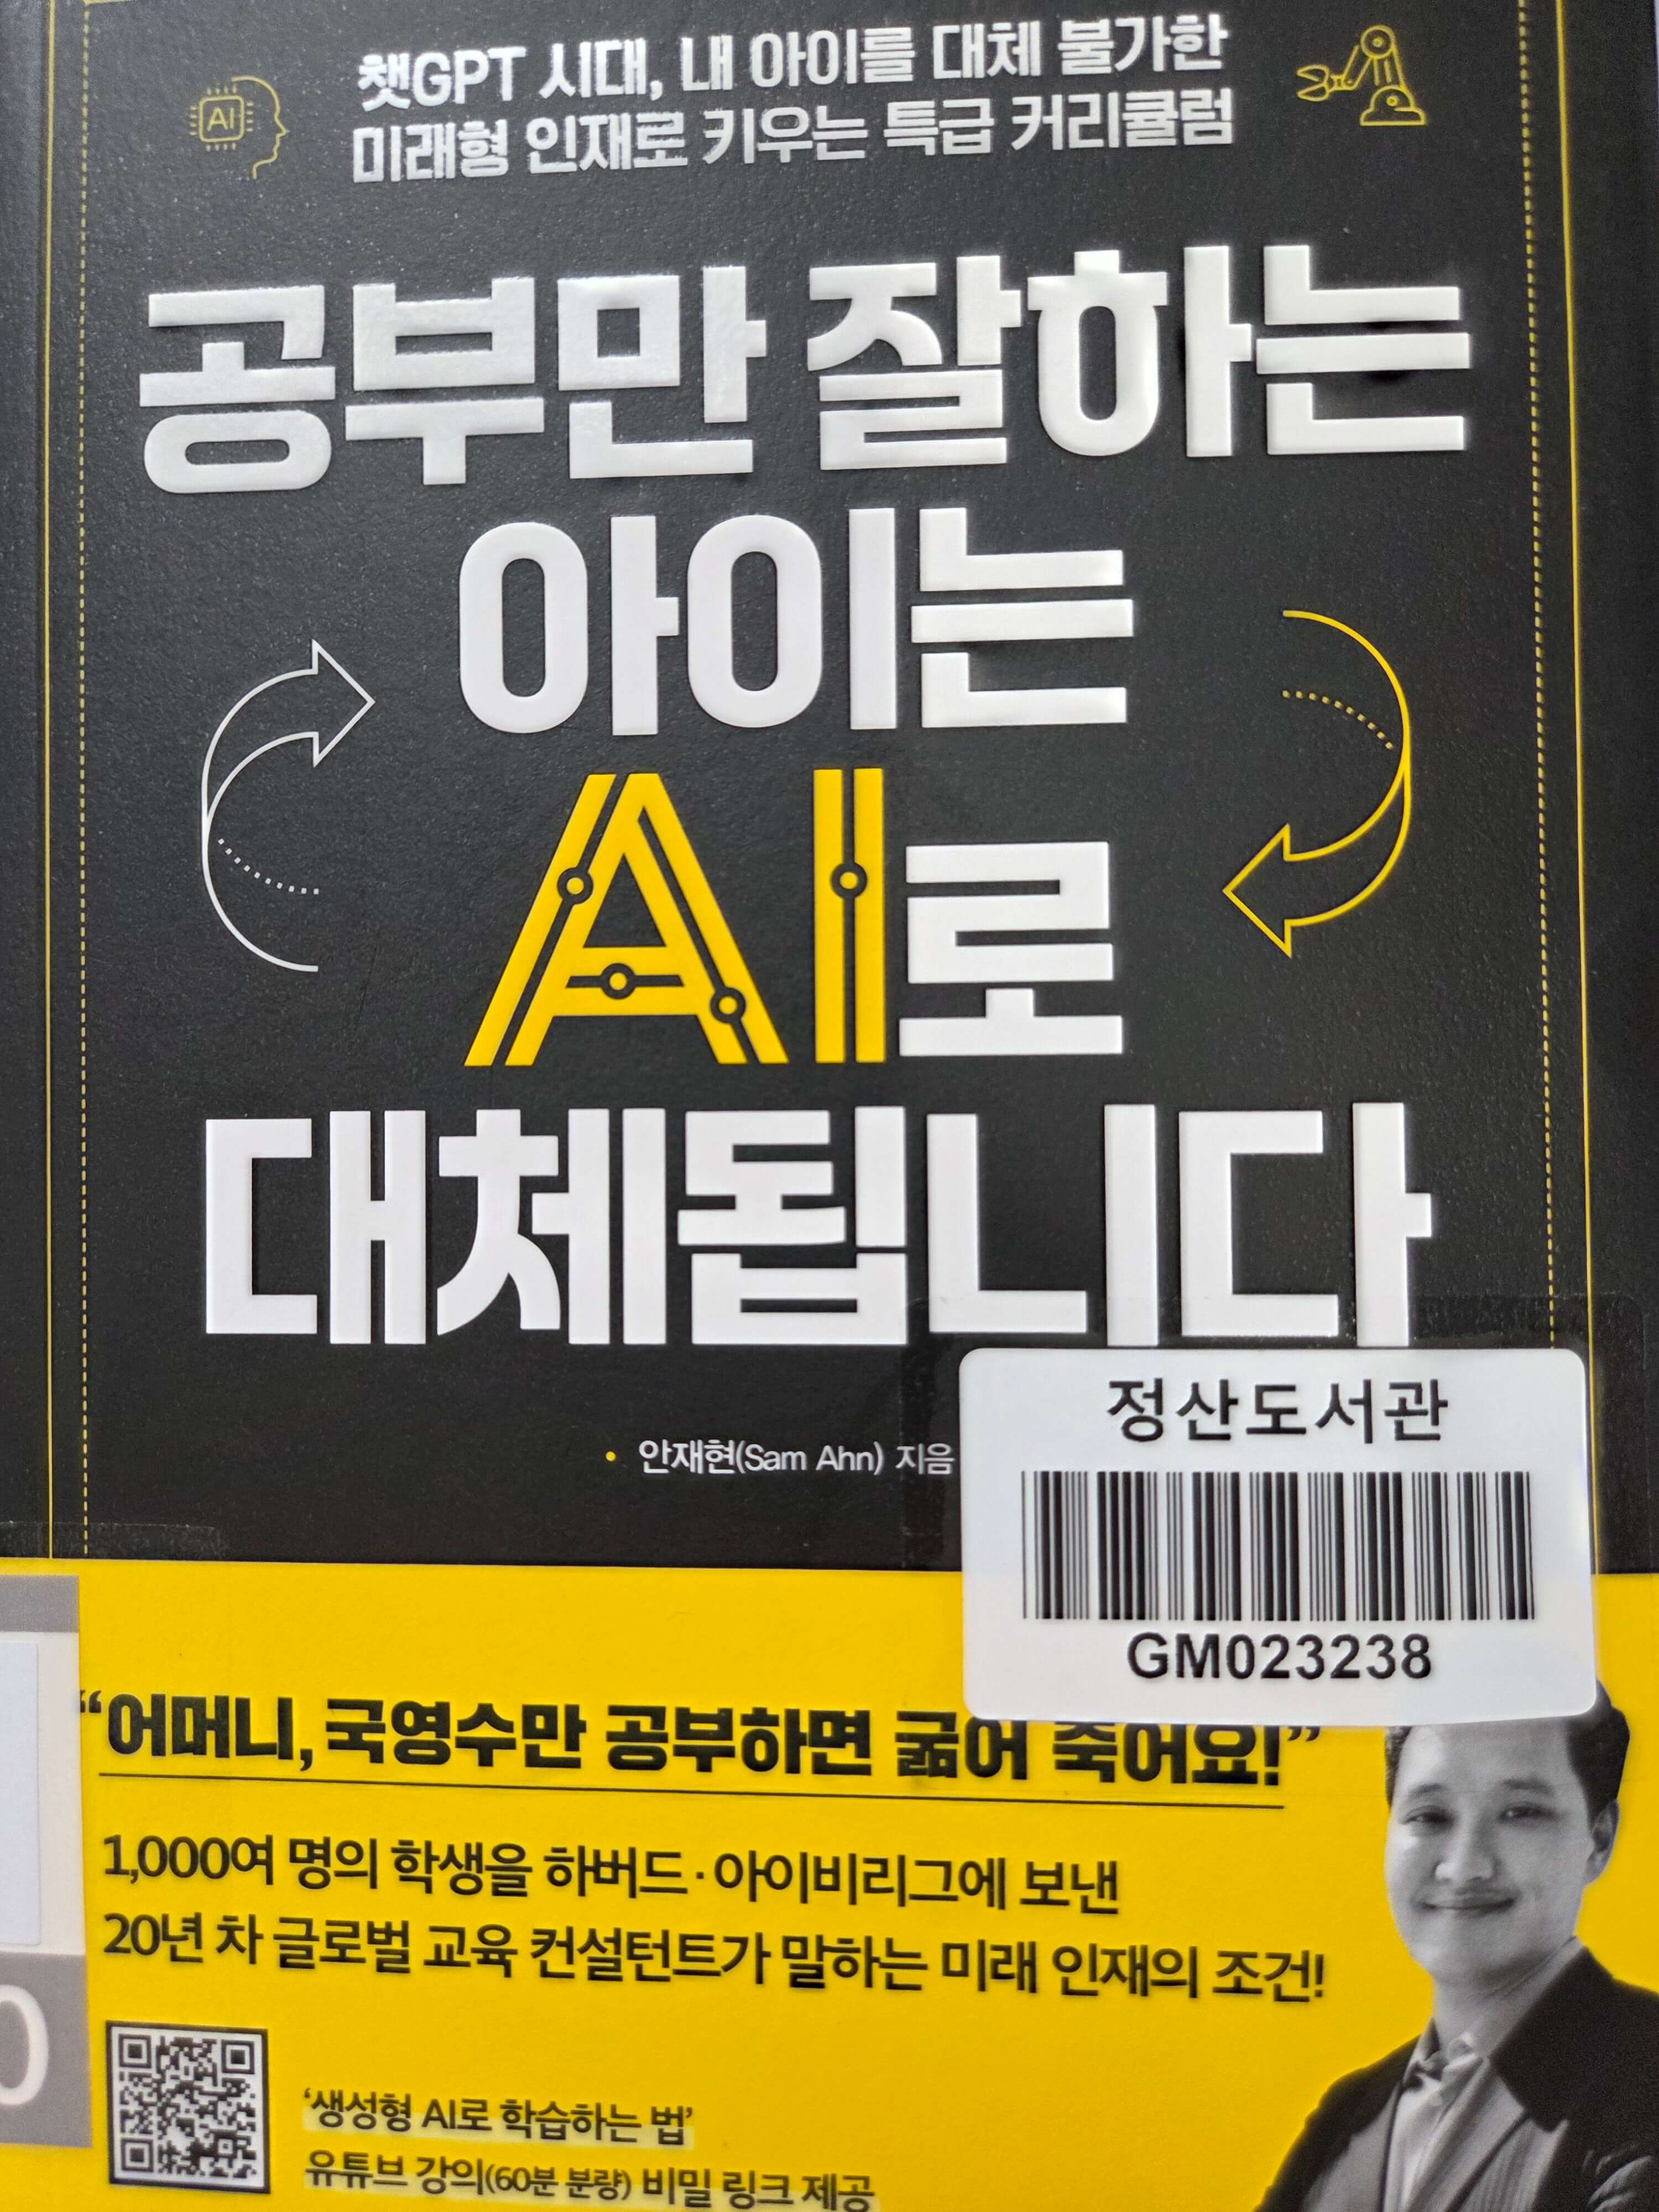 챗GPT 시대, 내 아이를 대체 불가한
미래형 인재로 키우는 특급 커리큘럼
AI
공부만 잘하는
아이는
AI로
대체됩니다
안재현(Sam Ahn) 지음
정산도서관
GM023238
“어머니, 국영수만 공부하면 굶어 죽어요!”
1,000여 명의 학생을 하버드·아이비리그에 보낸
20년 차 글로벌 교육 컨설턴트가 말하는 미래 인재의 조건!
0
‘생성형 AI로 학습하는 법’
유튜브 강의(60분 분량) 비밀 링크 제공